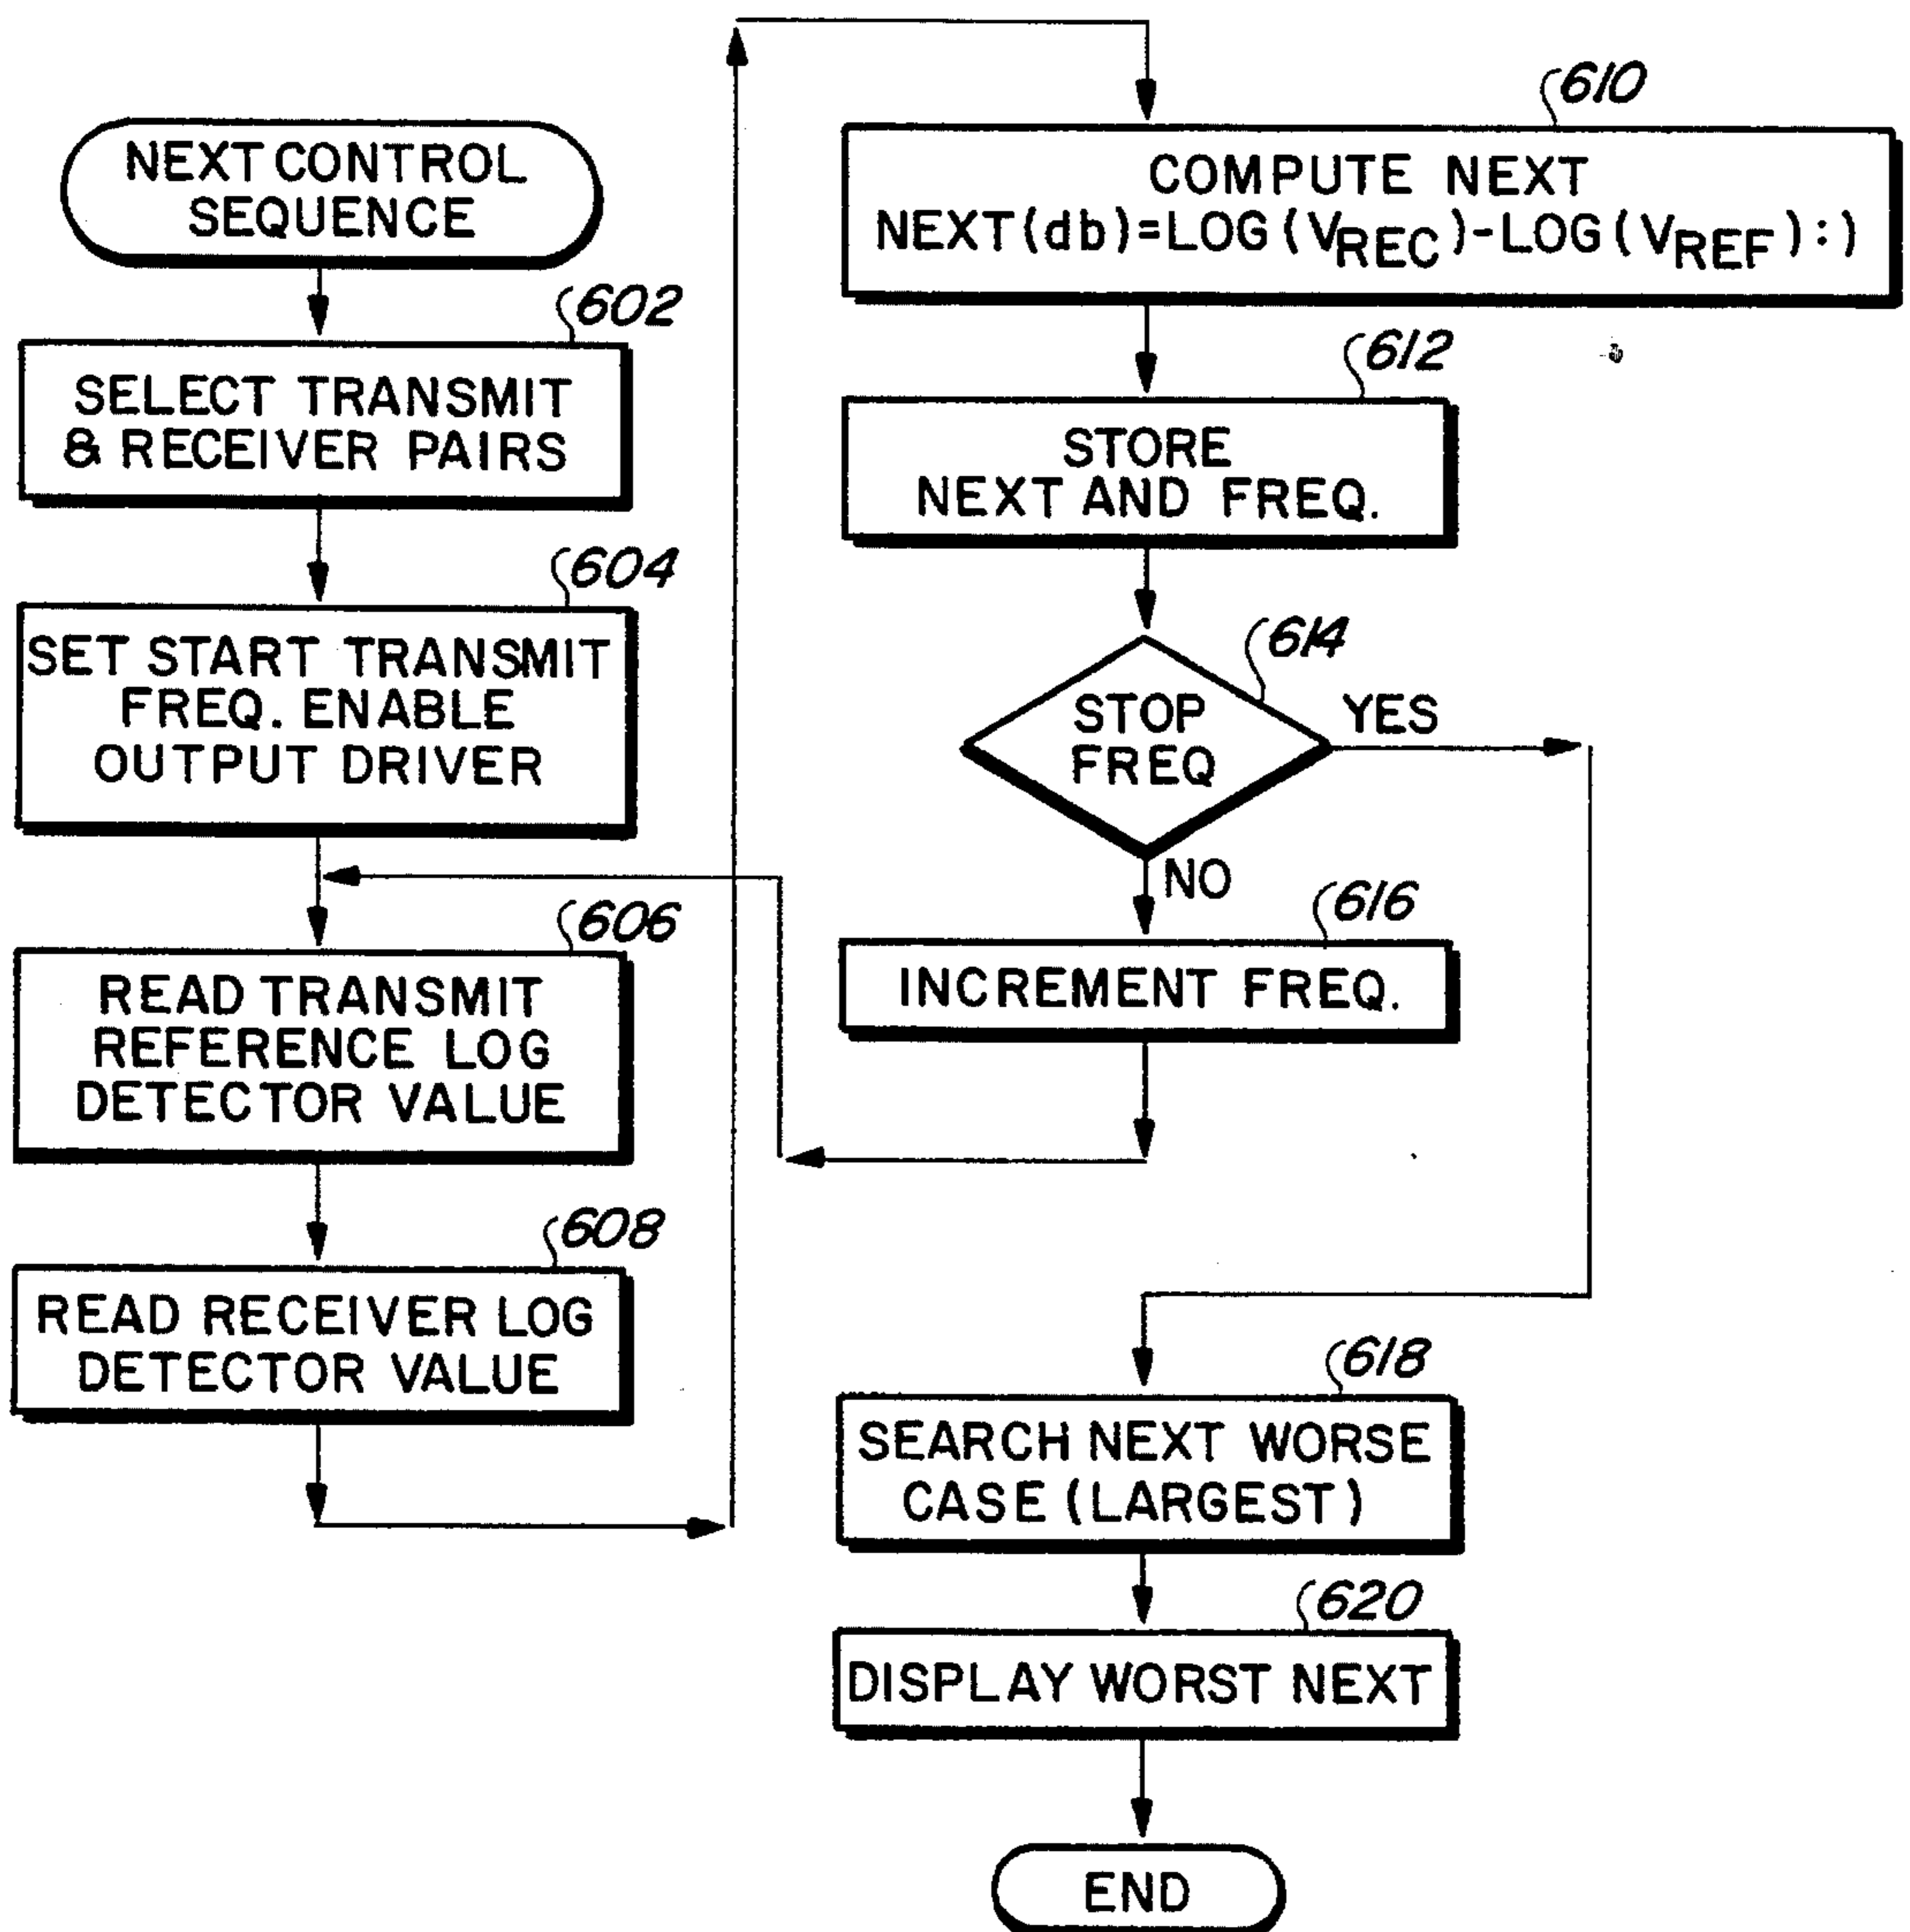 NEXT CONTROL
SEQUENCE
602
SELECT TRANSMIT
& RECEIVER PAIRS
604
SET START TRANSMIT
FREQ. ENABLE
OUTPUT DRIVER
606
READ TRANSMIT
REFERENCE LOG
DETECTOR VALUE
608
READ RECEIVER LOG
DETECTOR VALUE
610
COMPUTE NEXT
NEXT(db)=LOG(VREC)-LOG(VREF):)
612
STORE
NEXT AND FREQ.
614
STOP
FREQ
YES
NO
616
INCREMENT FREQ.
618
SEARCH NEXT WORSE
CASE (LARGEST)
620
DISPLAY WORST NEXT
END